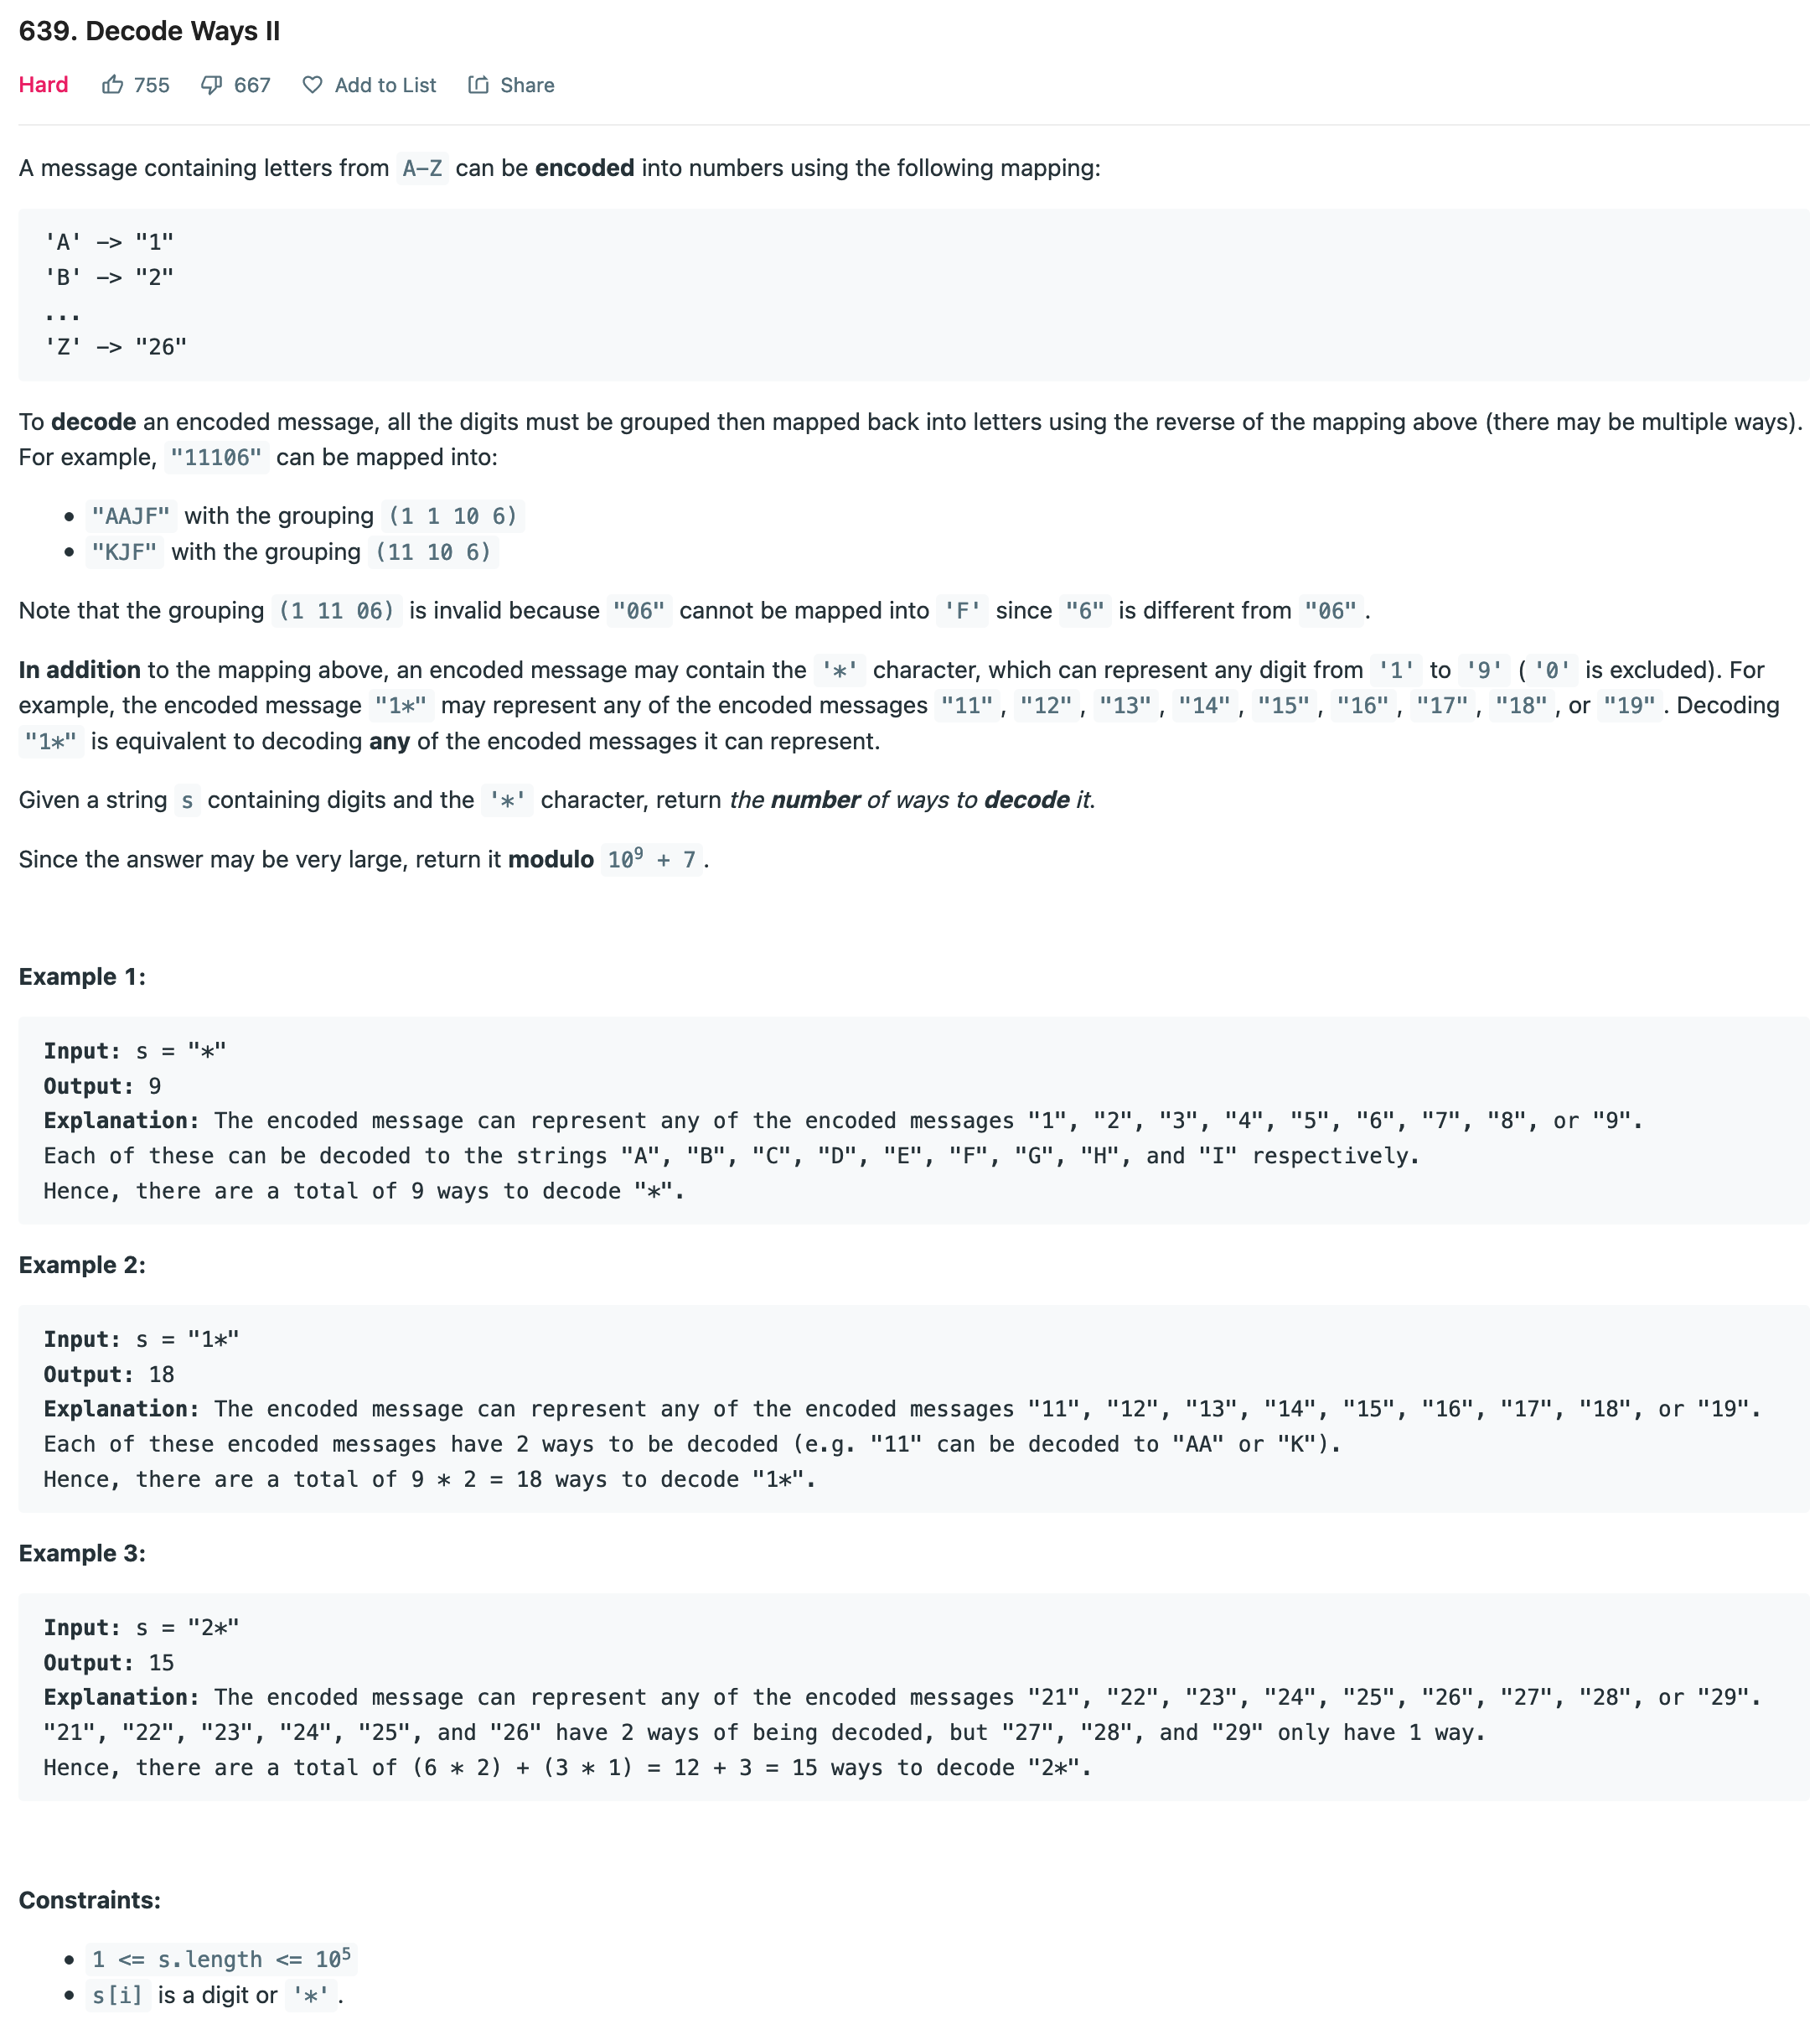 639. Decode Ways II
Hard 755 667 Add to List Share
A message containing letters from A-Z can be encoded into numbers using the following mapping:
'A' -> "1"
'B' -> "2"
...
'Z' -> "26"
To decode an encoded message, all the digits must be grouped then mapped back into letters using the reverse of the mapping above (there may be multiple ways).
For example, "11106" can be mapped into:
• "AAJF" with the grouping (1 1 10 6)
• "KJF" with the grouping (11 10 6)
Note that the grouping (1 11 06) is invalid because "06" cannot be mapped into 'F' since "6" is different from "06".
In addition to the mapping above, an encoded message may contain the '*' character, which can represent any digit from '1' to '9' ('0' is excluded). For
example, the encoded message "1*" may represent any of the encoded messages "11", "12", "13", "14", "15", "16", "17", "18", or "19". Decoding
"1*" is equivalent to decoding any of the encoded messages it can represent.
Given a string s containing digits and the '*' character, return the number of ways to decode it.
Since the answer may be very large, return it modulo 10⁹ + 7.
Example 1:
Input: s = "*"
Output: 9
Explanation: The encoded message can represent any of the encoded messages "1", "2", "3", "4", "5", "6", "7", "8", or "9".
Each of these can be decoded to the strings "A", "B", "C", "D", "E", "F", "G", "H", and "I" respectively.
Hence, there are a total of 9 ways to decode "*".
Example 2:
Input: s = "1*"
Output: 18
Explanation: The encoded message can represent any of the encoded messages "11", "12", "13", "14", "15", "16", "17", "18", or "19".
Each of these encoded messages have 2 ways to be decoded (e.g. "11" can be decoded to "AA" or "K").
Hence, there are a total of 9 * 2 = 18 ways to decode "1*".
Example 3:
Input: s = "2*"
Output: 15
Explanation: The encoded message can represent any of the encoded messages "21", "22", "23", "24", "25", "26", "27", "28", or "29".
"21", "22", "23", "24", "25", and "26" have 2 ways of being decoded, but "27", "28", and "29" only have 1 way.
Hence, there are a total of (6 * 2) + (3 * 1) = 12 + 3 = 15 ways to decode "2*".
Constraints:
• 1 <= s.length <= 10⁵
• s[i] is a digit or '*'.